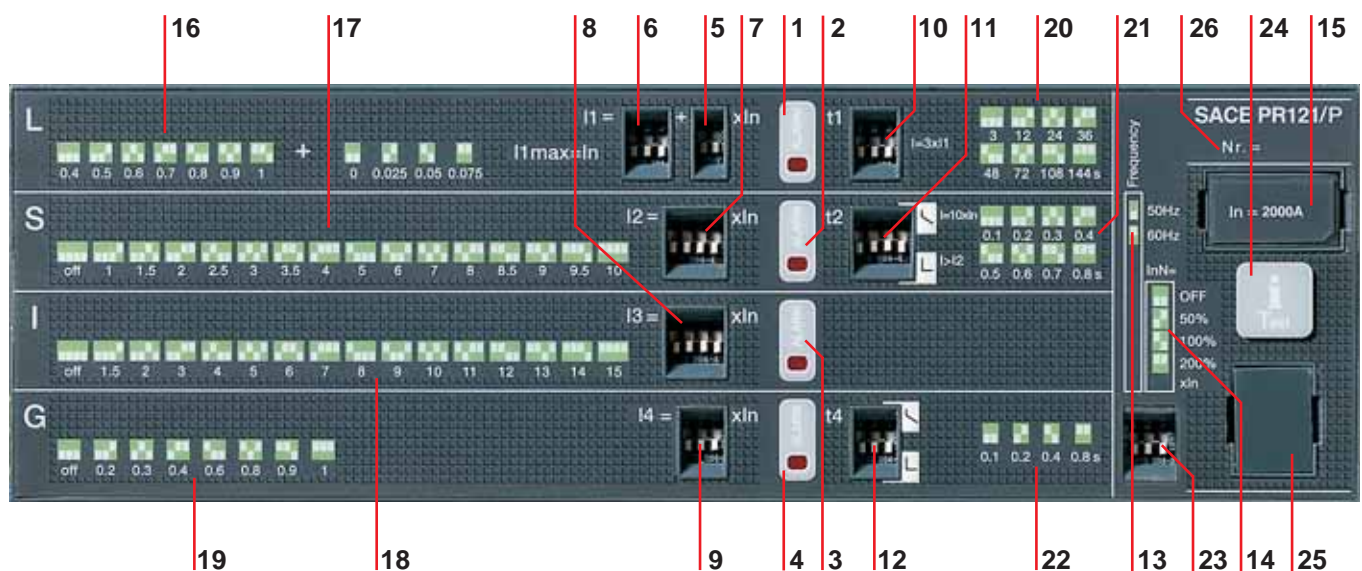 16 17 8 6 5 7 1 2 10 11 20 21 26 24 15
L
I1 = + xIn
I1max=In
0.4 0.5 0.6 0.7 0.8 0.9 1 + 0 0.025 0.05 0.075
t1
I=3xI1
3 12 24 36
48 72 108 144 s
S
I2= xIn
off 1 1.5 2 2.5 3 3.5 4 5 6 7 8 8.5 9 9.5 10
t2
I=10xIn
I>I2
0.1 0.2 0.3 0.4
0.5 0.6 0.7 0.8 s
I
I3 = xIn
off 1.5 2 3 4 5 6 7 8 9 10 11 12 13 14 15
G
I4 = xIn
off 0.2 0.3 0.4 0.6 0.8 0.9 1
t4
0.1 0.2 0.4 0.8 s
Frequency
50Hz
60Hz
InN=
OFF
50%
100%
200%
xIn
SACE PR121/P
Nr. =
In = 2000A
i
Test
19 18 9 4 3 12 22 13 23 14 25